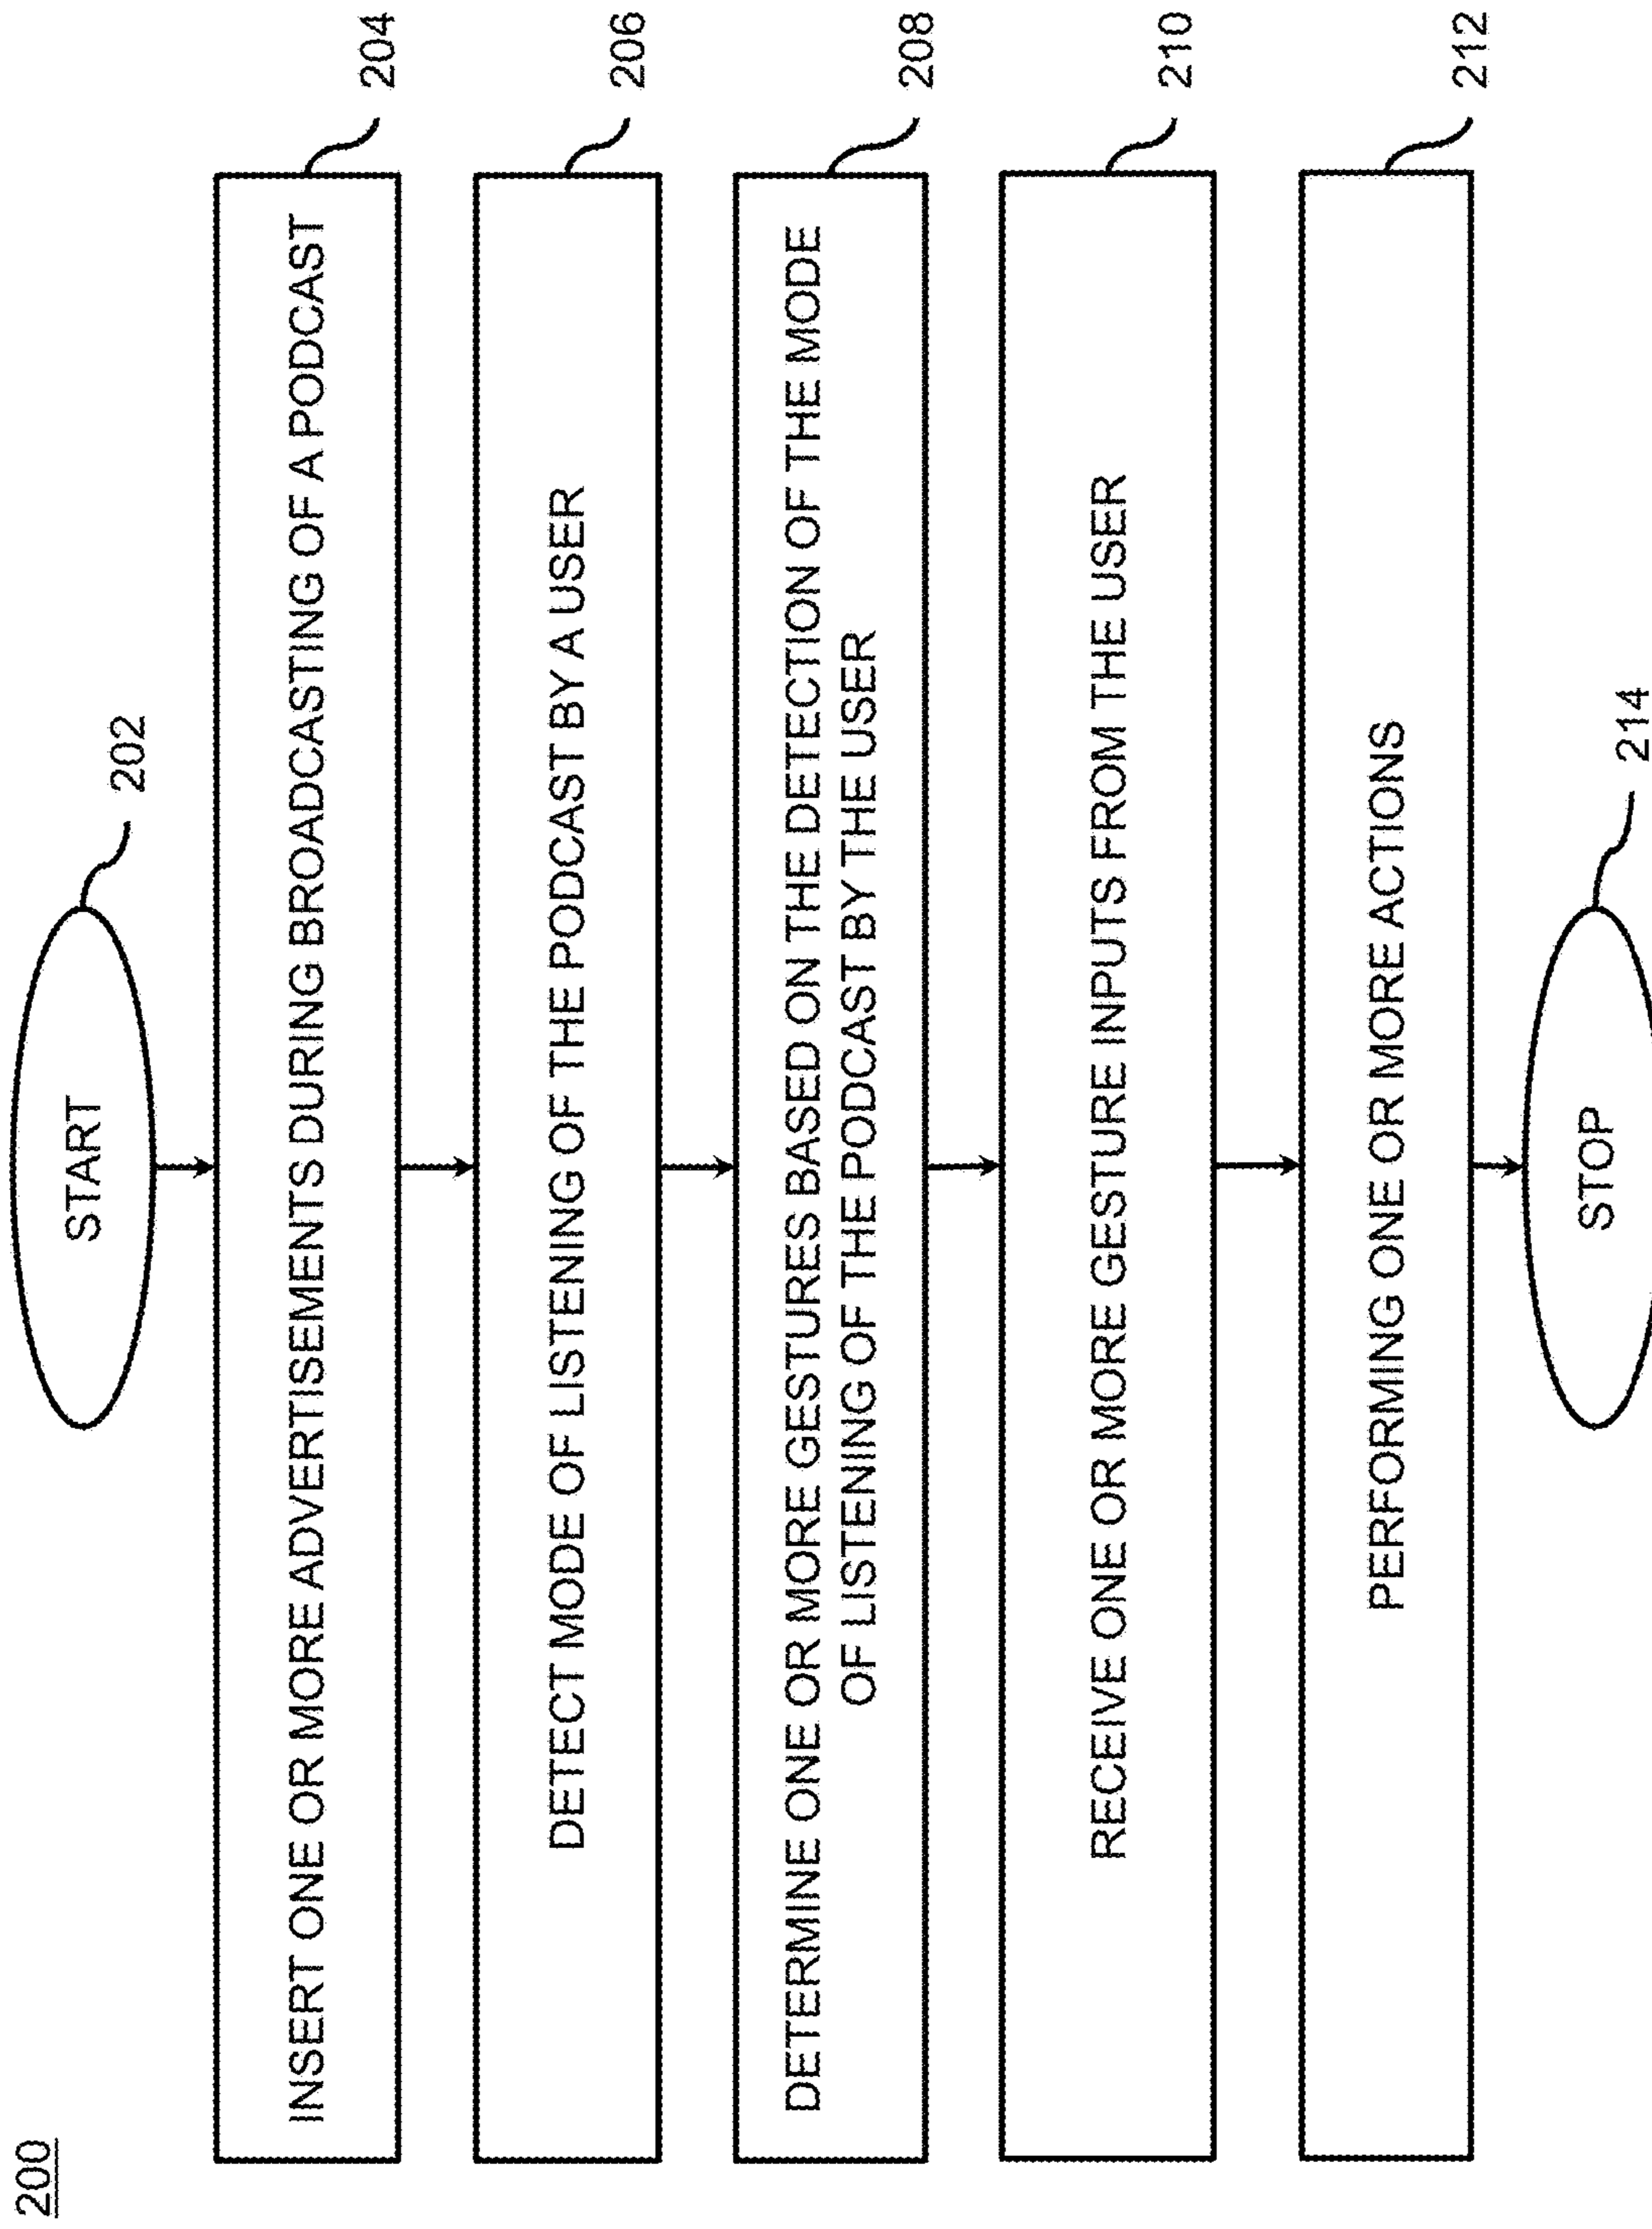 200
START
202
INSERT ONE OR MORE ADVERTISEMENTS DURING BROADCASTING OF A PODCAST
204
DETECT MODE OF LISTENING OF THE PODCAST BY A USER
206
DETERMINE ONE OR MORE GESTURES BASED ON THE DETECTION OF THE MODE
OF LISTENING OF THE PODCAST BY THE USER
208
RECEIVE ONE OR MORE GESTURE INPUTS FROM THE USER
210
PERFORMING ONE OR MORE ACTIONS
212
STOP
214